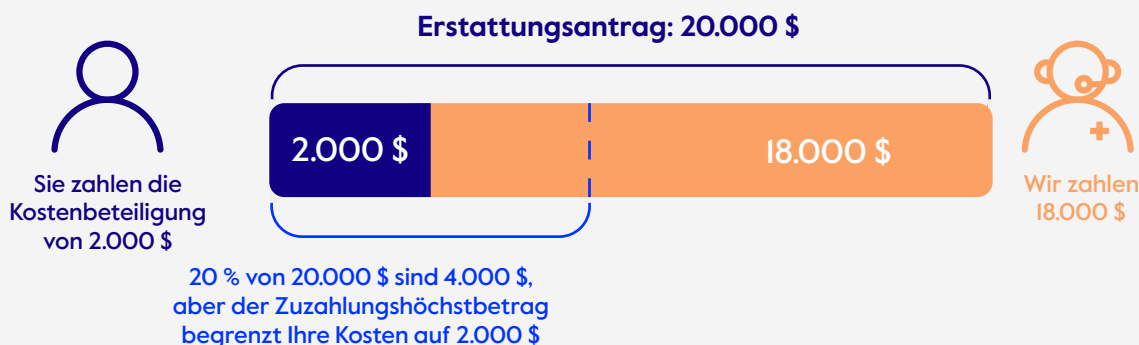 Erstattungsantrag: 20.000 $
2.000 $
18.000 $
Sie zahlen die
Kostenbeteiligung
von 2.000 $
Wir zahlen
18.000 $
20 % von 20.000 $ sind 4.000 $,
aber der Zuzahlungshöchstbetrag
begrenzt Ihre Kosten auf 2.000 $